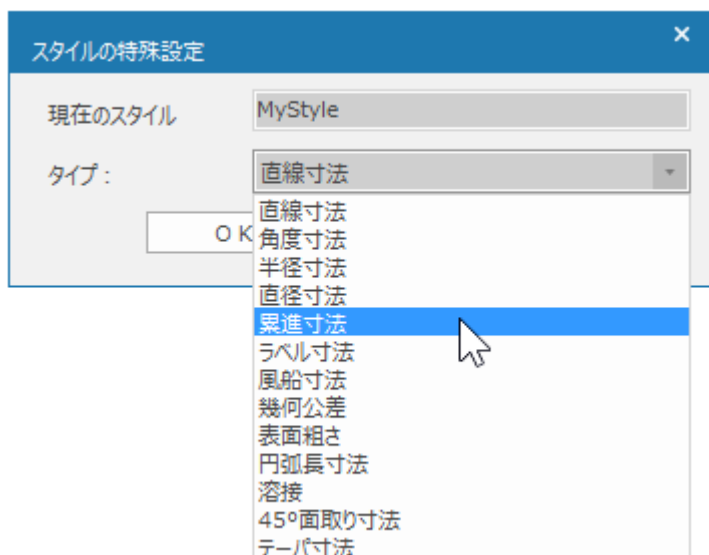 スタイルの特殊設定
現在のスタイル MyStyle
タイプ : 直線寸法
O K
直線寸法
角度寸法
半径寸法
直径寸法
累進寸法
ラベル寸法
風船寸法
幾何公差
表面粗さ
円弧長寸法
溶接
45º面取り寸法
テーパ寸法